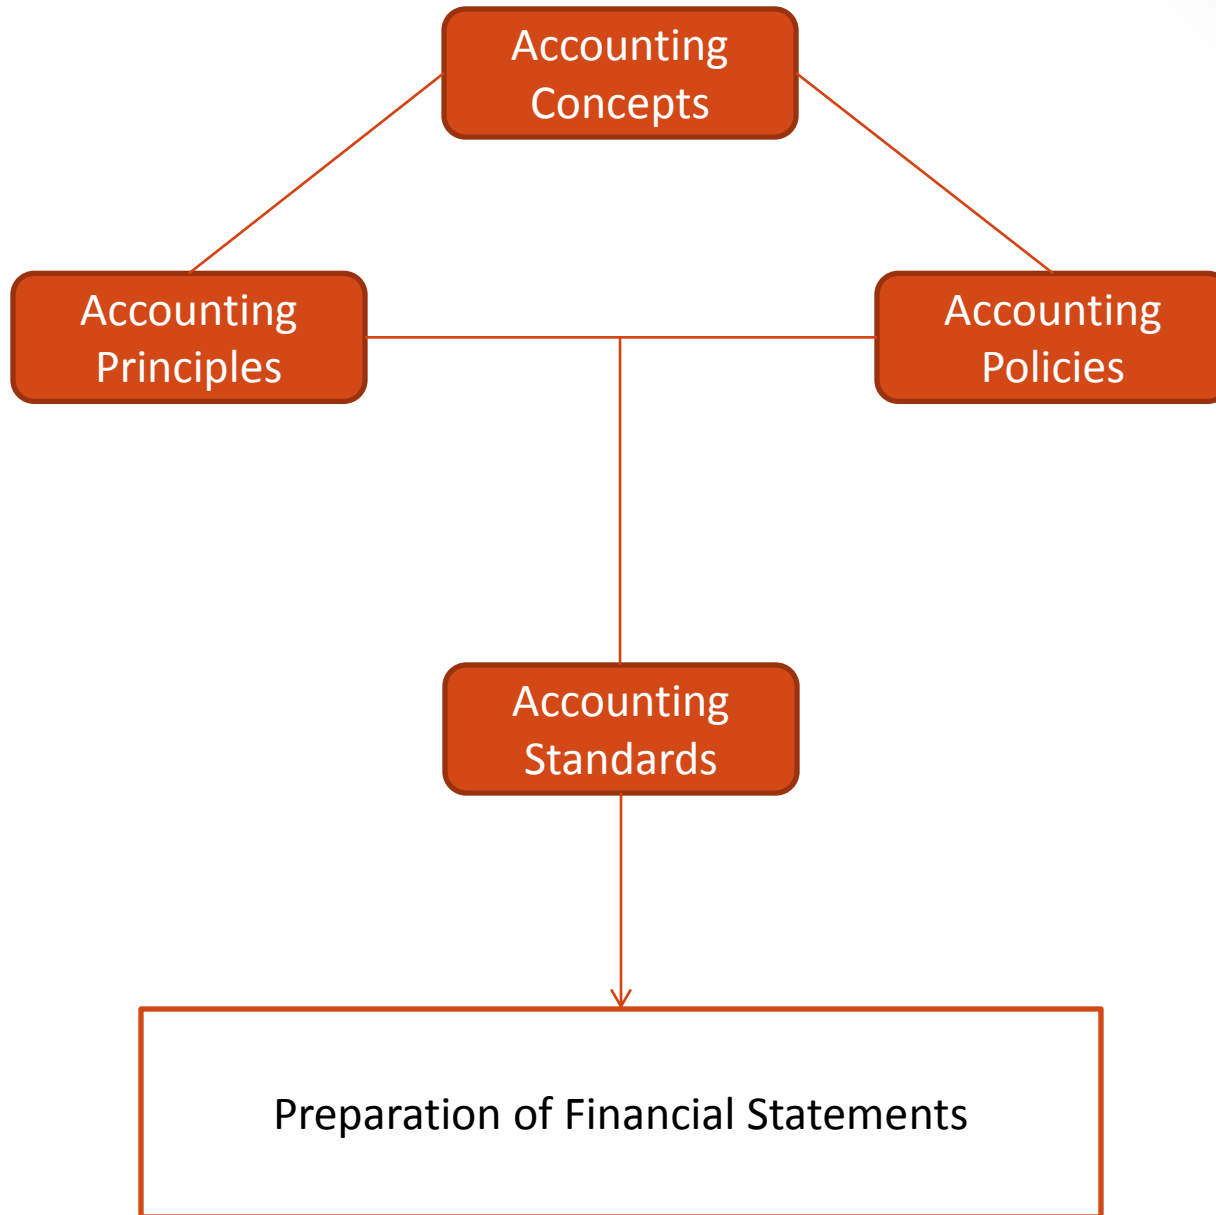 Accounting
Concepts
Accounting
Principles
Accounting
Policies
Accounting
Standards
Preparation of Financial Statements